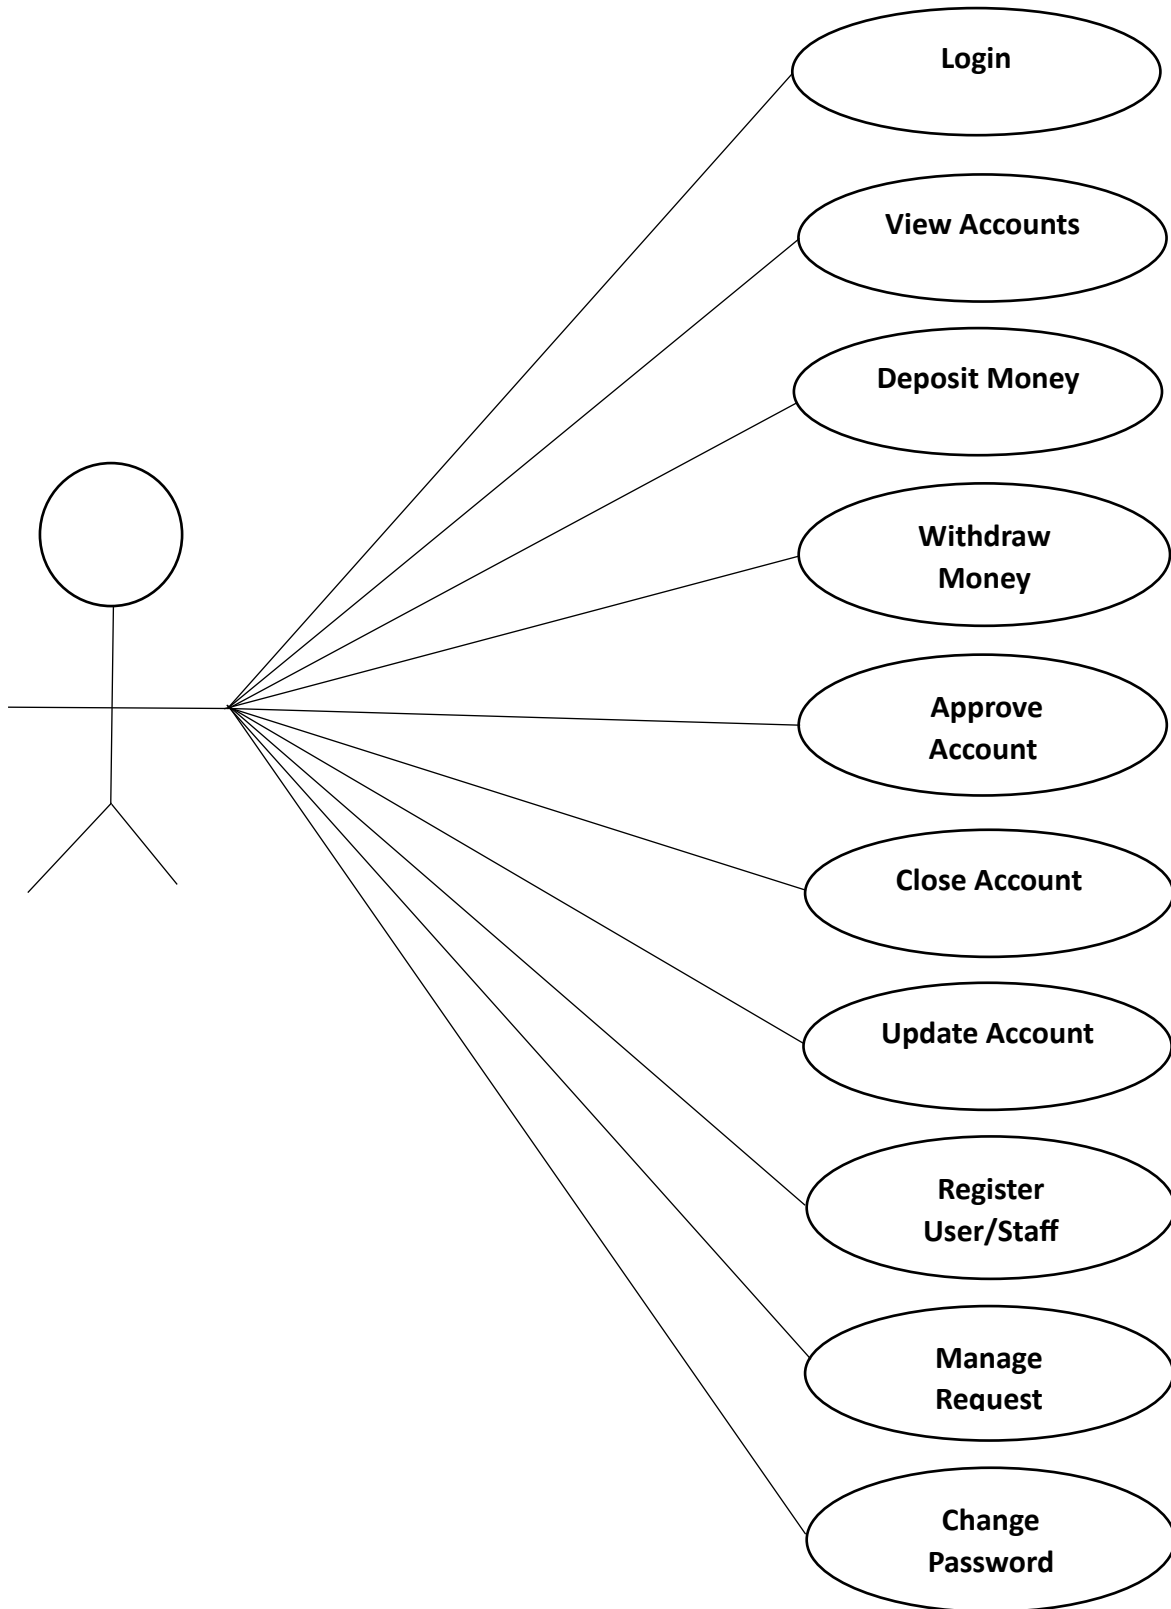 Login
View Accounts
Deposit Money
Withdraw
Money
Approve
Account
Close Account
Update Account
Register
User/Staff
Manage
Request
Change
Password